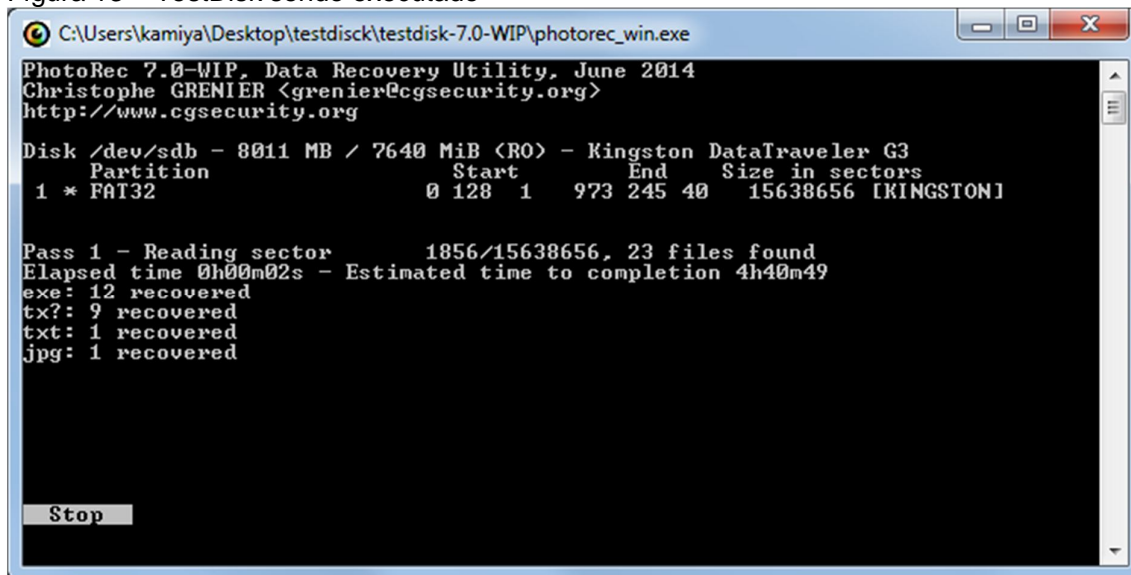 C:\Users\kamiya\Desktop\testdisck\testdisk-7.0-WIP\photorec_win.exe
PhotoRec 7.0-WIP, Data Recovery Utility, June 2014
Christophe GRENIER <grenier@cgsecurity.org>
http://www.cgsecurity.org
Disk /dev/sdb - 8011 MB / 7640 MiB (RO) - Kingston DataTraveler G3
Partition Start End Size in sectors
1 * FAT32 0 128 1 973 245 40 15638656 [KINGSTON]
Pass 1 - Reading sector 1856/15638656, 23 files found
Elapsed time 0h00m02s - Estimated time to completion 4h40m49
exe: 12 recovered
tx?: 9 recovered
txt: 1 recovered
jpg: 1 recovered
Stop